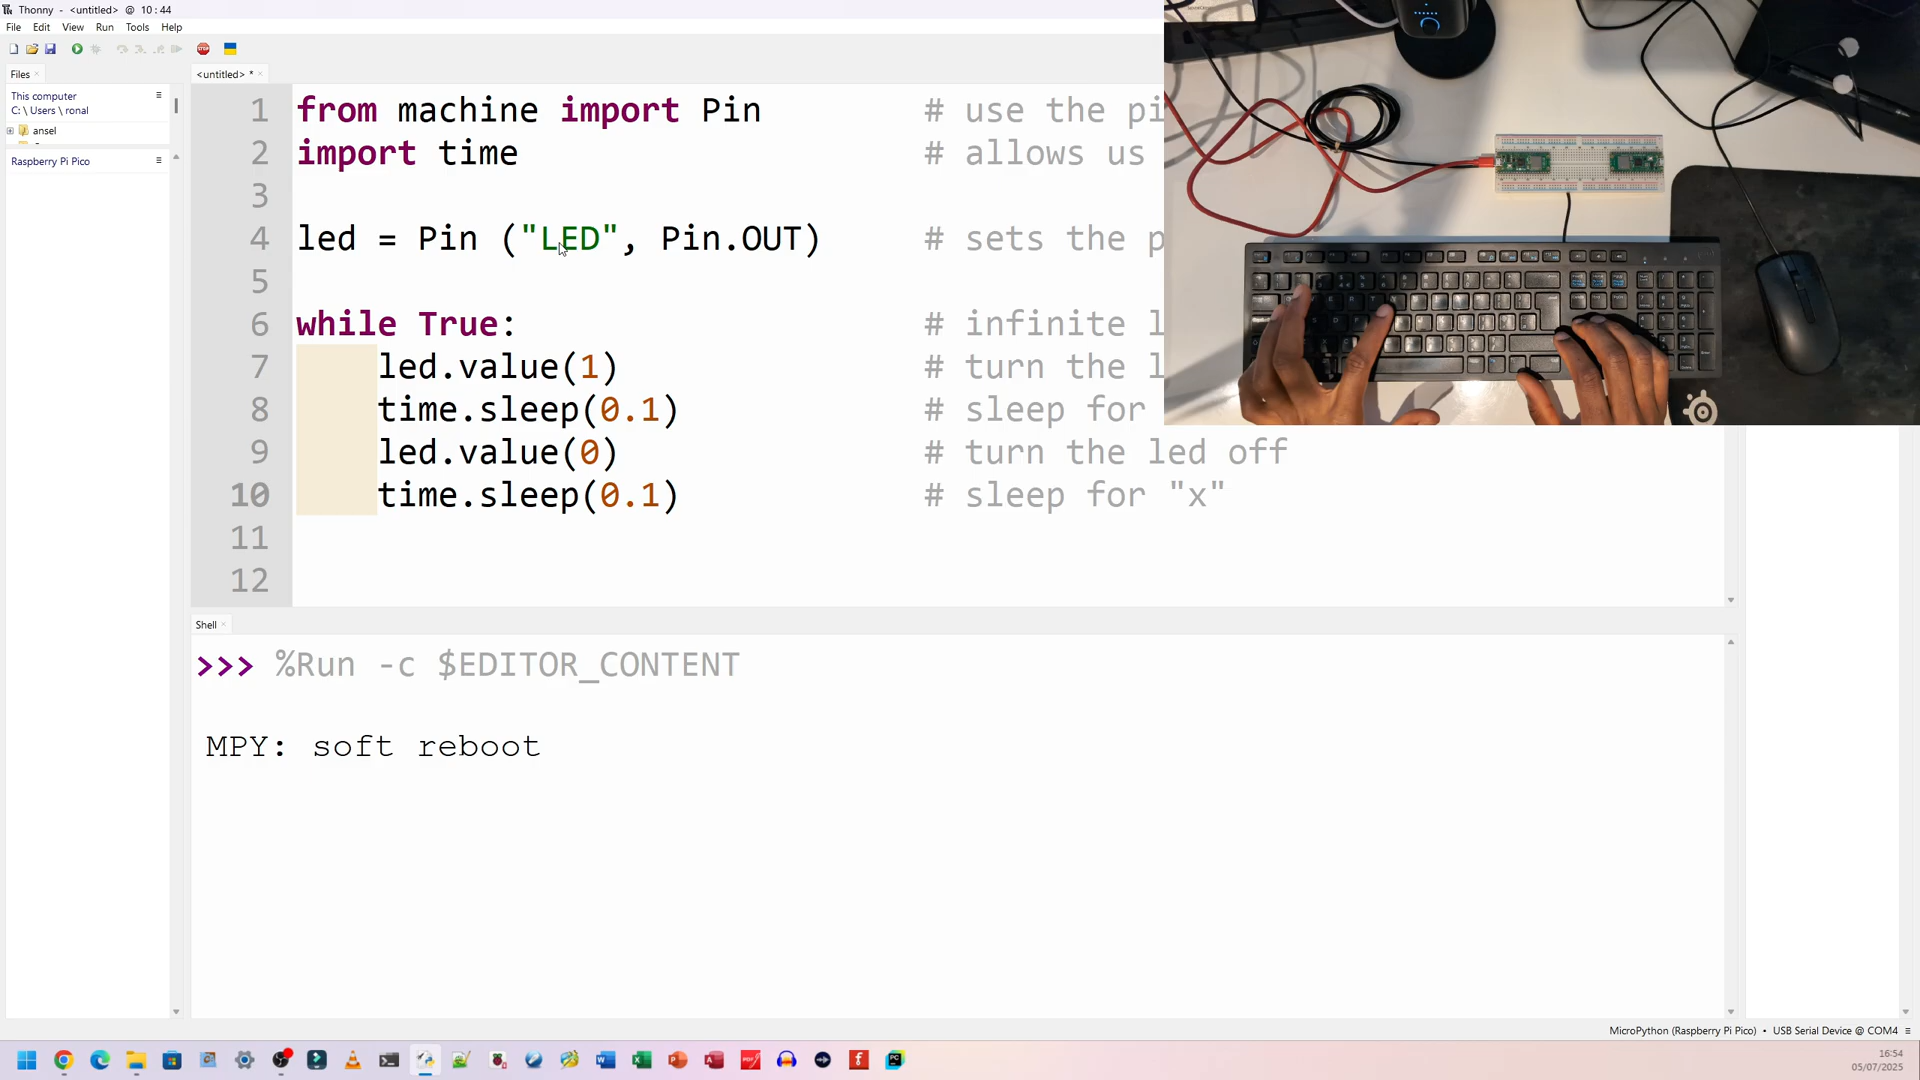 Thonny - <untitled> @ 10 : 44
File Edit View Run Tools Help
Files
This computer
C: \ Users \ ronal
ansel
Raspberry Pi Pico
<untitled> *
1 from machine import Pin # use the pi
2 import time # allows us
3
4 led = Pin ("LED", Pin.OUT) # sets the p
5
6 while True: # infinite l
7 led.value(1) # turn the l
8 time.sleep(0.1) # sleep for
9 led.value(0) # turn the led off
10 time.sleep(0.1) # sleep for "x"
11
12
Shell
>>> %Run -c $EDITOR_CONTENT
MPY: soft reboot
MicroPython (Raspberry Pi Pico) • USB Serial Device @ COM4
16:54
05/07/2025